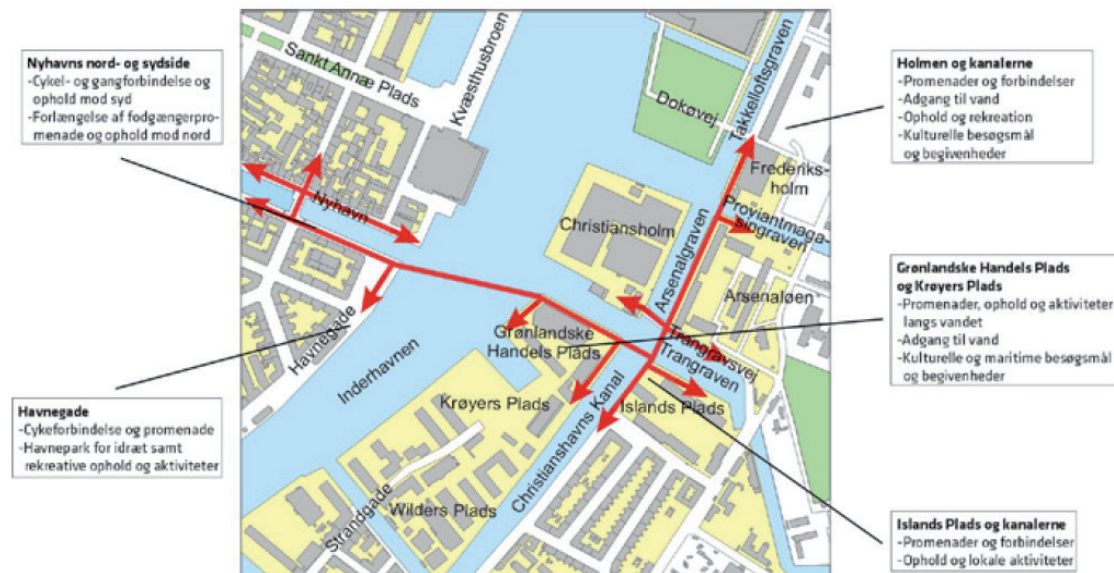 Nyhavns nord- og sydside
-Cykel- og gangforbindelse og
ophold mod syd
-Forlængelse af fodgængerpro-
menade og ophold mod nord
Havnegade
-Cykeforbindelse og promenade
-Havnepark for idræt samt
rekreative ophold og aktiviteter
Sankt Annæ Plads
Kvæsthusbroen
Nyhavn
Havnegade
Inderhavnen
Christiansholm
Dokøvej
Takkelloftsgraven
Frederiks-
holm
Proviantmaga-
singraven
Arsenalgraven
Arsenaløen
Grønlandske
Handels Plads
Trangravsvej
Trangraven
Krøyers Plads
Islands Plads
Christianshavns Kanal
Wilders Plads
Strandgade
Holmen og kanalerne
-Promenader og forbindelser
-Adgang til vand
-Ophold og rekreation
-Kulturelle besøgsmål
og begivenheder
Grønlandske Handels Plads
og Krøyers Plads
-Promenader, ophold og aktiviteter
langs vandet
-Adgang til vand
-Kulturelle og maritime besøgsmål
og begivenheder
Islands Plads og kanalerne
-Promenader og forbindelser
-Ophold og lokale aktiviteter